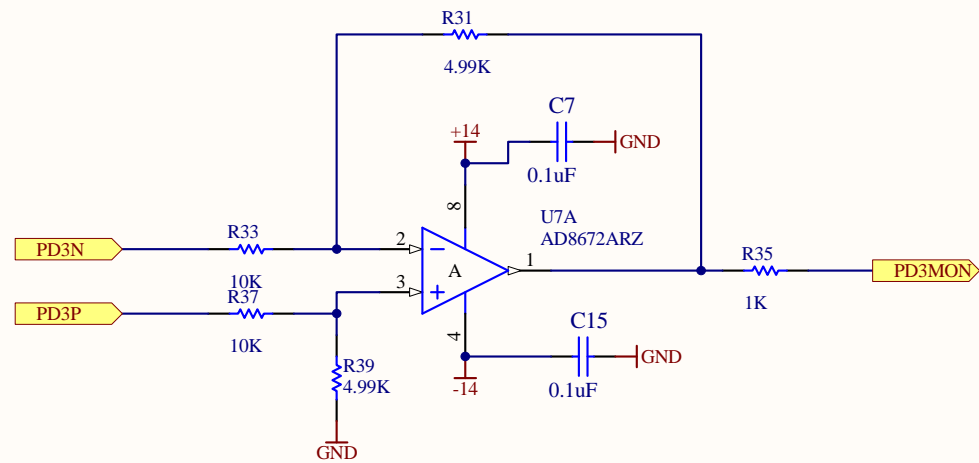 R31
4.99K
C7
+14
GND
0.1uF
8
U7A
AD8672ARZ
R33
2
PD3N
A
1
R35
PD3MON
10K
R37
3
1K
PD3P
10K
4
C15
GND
R39
4.99K
-14
0.1uF
GND